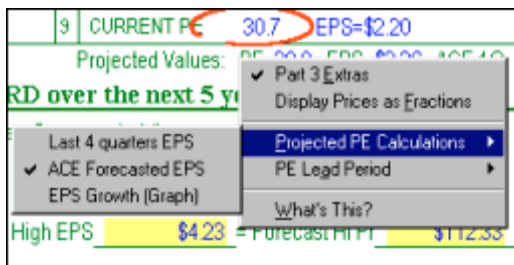 9 CURRENT PE 30.7 EPS=$2.20
Projected Values:
Part 3 Extras
RD over the next 5
Display Prices as Fractions
Last 4 quarters EPS
Projected PE Calculations
ACE Forecasted EPS
PE Lead Period
EPS Growth (Graph)
What's This?
High EPS $4.23 = Forecast Hi Pr $112.33